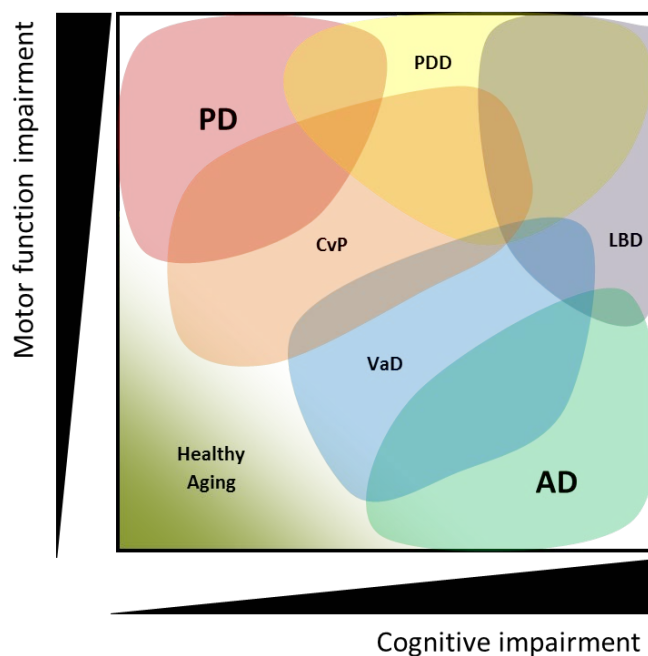 Motor function impairment
PDD
PD
CvP
LBD
VaD
Healthy
Aging
AD
Cognitive impairment